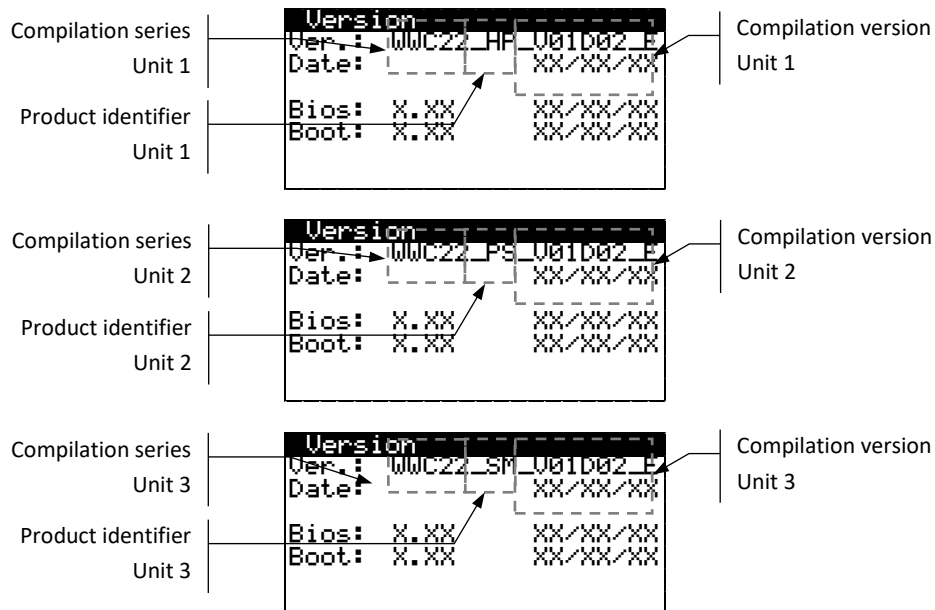 Compilation series
Unit 1
Product identifier
Unit 1
Version
Ver.: WWC22_HP_V01D02_E
Date: XX/XX/XX
Bios: X.XX XX/XX/XX
Boot: X.XX XX/XX/XX
Compilation version
Unit 1
Compilation series
Unit 2
Product identifier
Unit 2
Version
Ver.: WWC22_PS_V01D02_E
Date: XX/XX/XX
Bios: X.XX XX/XX/XX
Boot: X.XX XX/XX/XX
Compilation version
Unit 2
Compilation series
Unit 3
Product identifier
Unit 3
Version
Ver.: WWC22_SM_V01D02_E
Date: XX/XX/XX
Bios: X.XX XX/XX/XX
Boot: X.XX XX/XX/XX
Compilation version
Unit 3